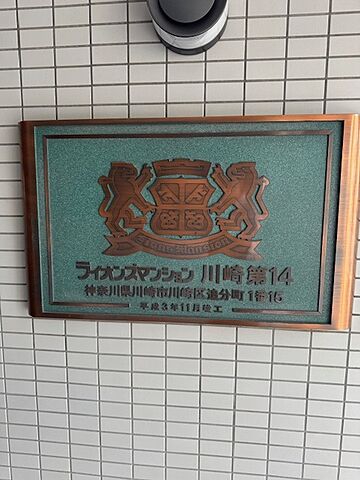 Lions Mansion
ライオンズマンション 川崎第14
神奈川県川崎市川崎区追分町1番15
平成3年11月竣工